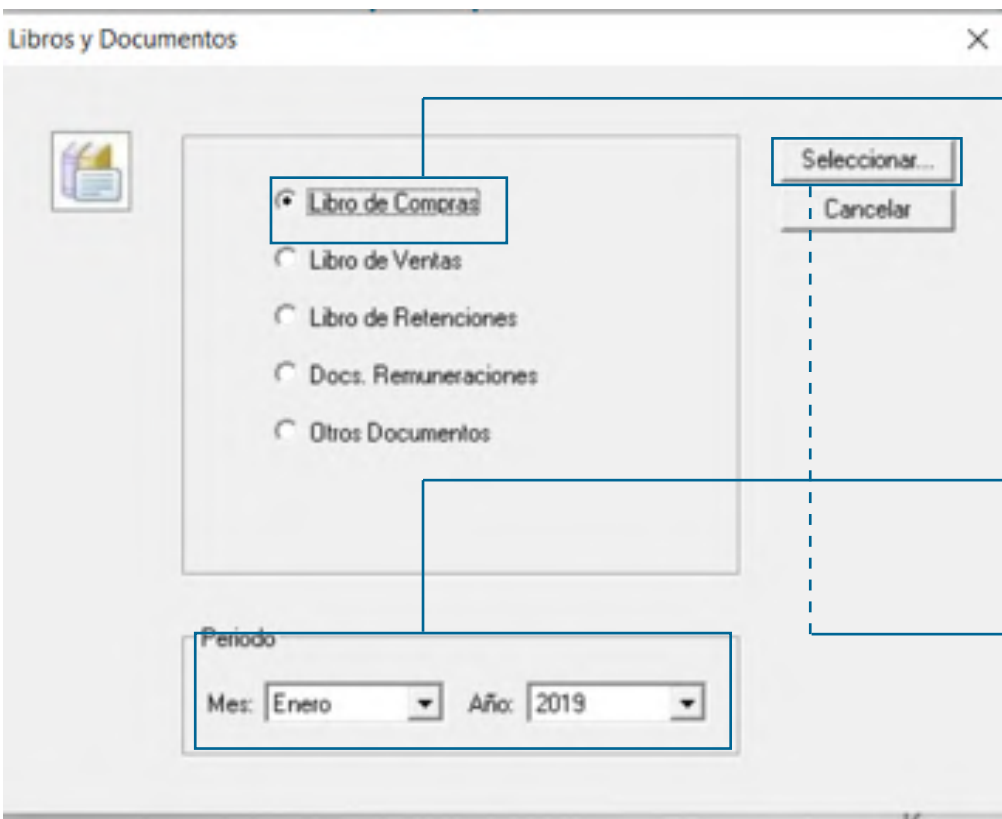 Libros y Documentos
Seleccionar...
Libro de Compras
Cancelar
Libro de Ventas
Libro de Retenciones
Docs. Remuneraciones
Otros Documentos
Periodo
Mes: Enero Año: 2019